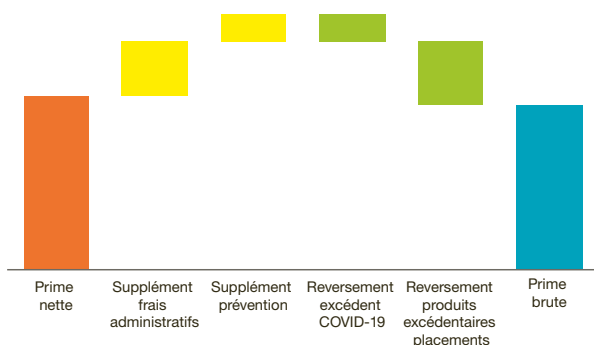 Prime
nette
Supplément
frais
administratifs
Supplément
prévention
Reversement
excédent
COVID-19
Reversement
produits
excédentaires
placements
Prime
brute